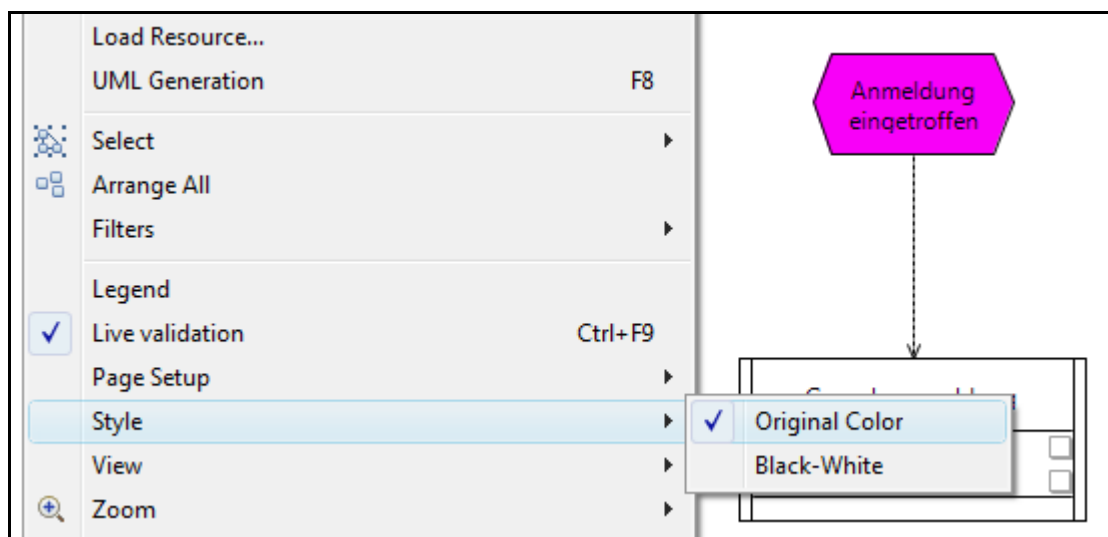 Load Resource...
UML Generation F8
Select
Arrange All
Filters
Legend
Live validation Ctrl+F9
Page Setup
Style
View
Zoom
Original Color
Black-White
Anmeldung
eingetroffen